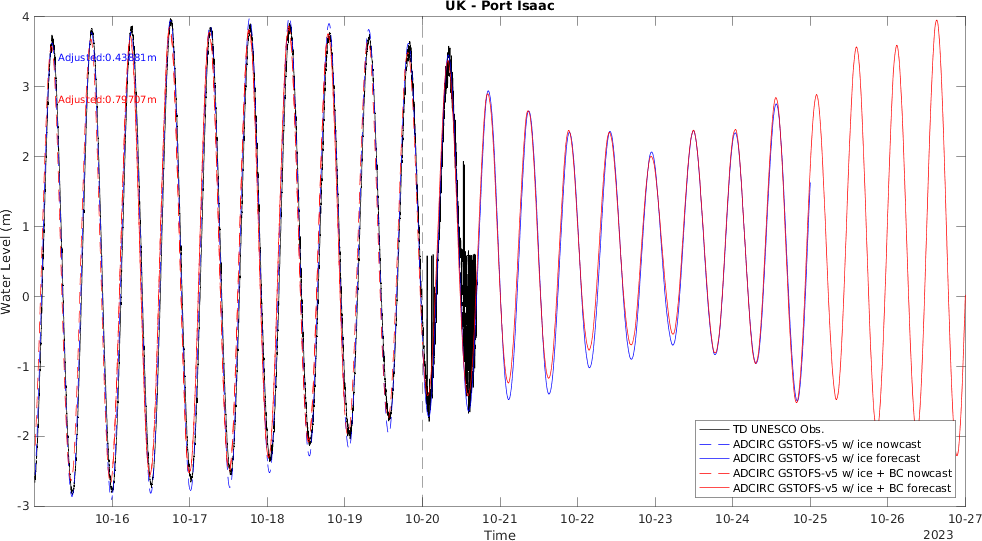 UK - Port Isaac
4
3
2
1
0
-1
-2
-3
Water Level (m)
Adjusted:0.43881m
Adjusted:0.79707m
TD UNESCO Obs.
ADCIRC GSTOFS-v5 w/ ice nowcast
ADCIRC GSTOFS-v5 w/ ice forecast
ADCIRC GSTOFS-v5 w/ ice + BC nowcast
ADCIRC GSTOFS-v5 w/ ice + BC forecast
10-16 10-17 10-18 10-19 10-20 10-21 10-22 10-23 10-24 10-25 10-26 10-27
Time
2023